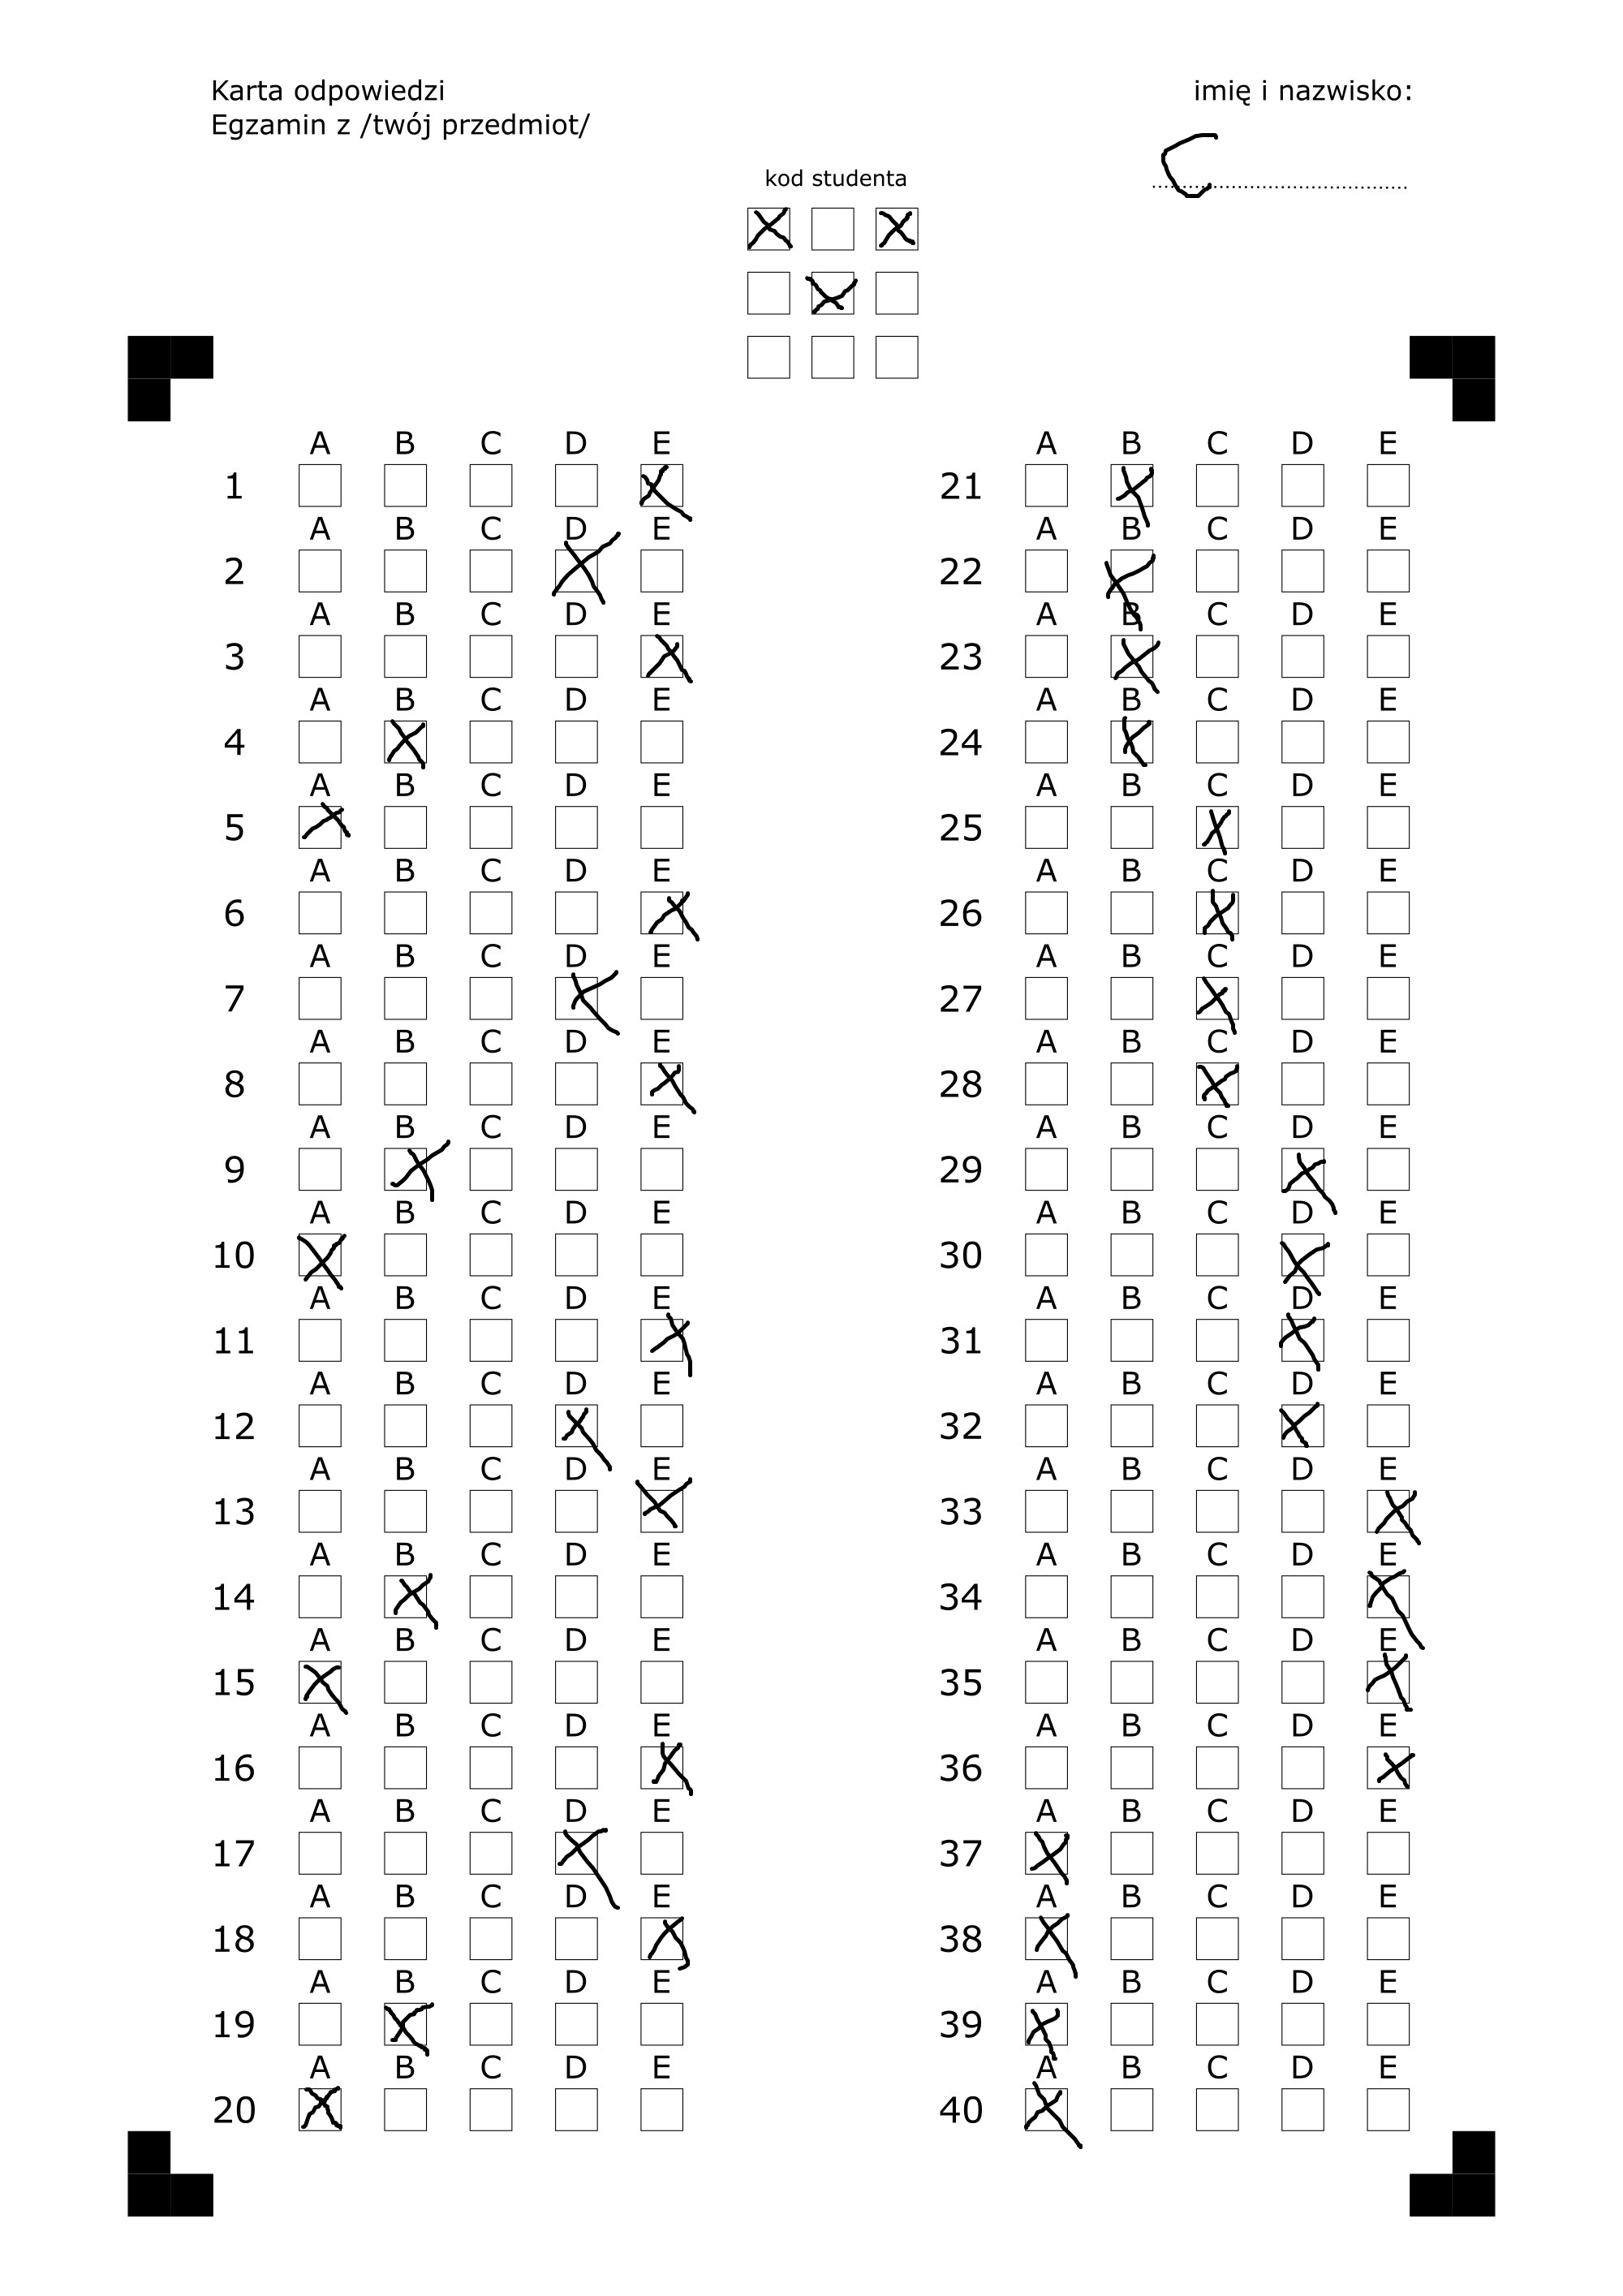 Karta odpowiedzi
Egzamin z /twój przedmiot/
imię i nazwisko:
C
kod studenta
A B C D E
1
A B C D E
2
A B C D E
3
A B C D E
4
A B C D E
5
A B C D E
6
A B C D E
7
A B C D E
8
A B C D E
9
A B C D E
10
A B C D E
11
A B C D E
12
A B C D E
13
A B C D E
14
A B C D E
15
A B C D E
16
A B C D E
17
A B C D E
18
A B C D E
19
A B C D E
20
A B C D E
21
A B C D E
22
A B C D E
23
A B C D E
24
A B C D E
25
A B C D E
26
A B C D E
27
A B C D E
28
A B C D E
29
A B C D E
30
A B C D E
31
A B C D E
32
A B C D E
33
A B C D E
34
A B C D E
35
A B C D E
36
A B C D E
37
A B C D E
38
A B C D E
39
A B C D E
40